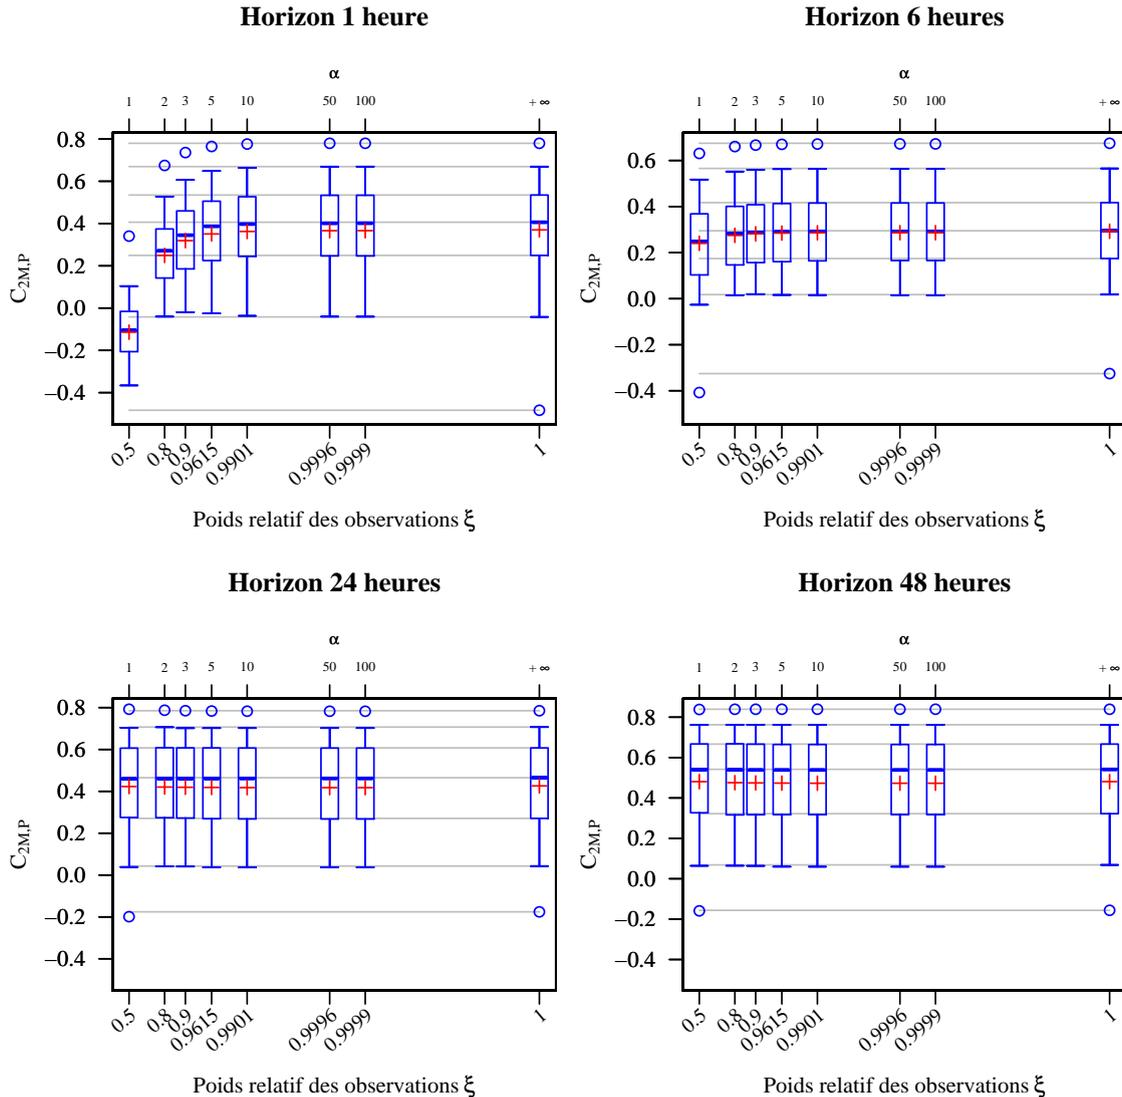 Horizon 1 heure
α
1 2 3 5 10 50 100 + ∞
0.8
0.6
0.4
0.2
0.0
−0.2
−0.4
C2M,P
0.5 0.8 0.9 0.9615 0.9901 0.9996 0.9999 1
Poids relatif des observations ξ
Horizon 6 heures
α
1 2 3 5 10 50 100 + ∞
0.6
0.4
0.2
0.0
−0.2
−0.4
C2M,P
0.5 0.8 0.9 0.9615 0.9901 0.9996 0.9999 1
Poids relatif des observations ξ
Horizon 24 heures
α
1 2 3 5 10 50 100 + ∞
0.8
0.6
0.4
0.2
0.0
−0.2
−0.4
C2M,P
0.5 0.8 0.9 0.9615 0.9901 0.9996 0.9999 1
Poids relatif des observations ξ
Horizon 48 heures
α
1 2 3 5 10 50 100 + ∞
0.8
0.6
0.4
0.2
0.0
−0.2
−0.4
C2M,P
0.5 0.8 0.9 0.9615 0.9901 0.9996 0.9999 1
Poids relatif des observations ξ